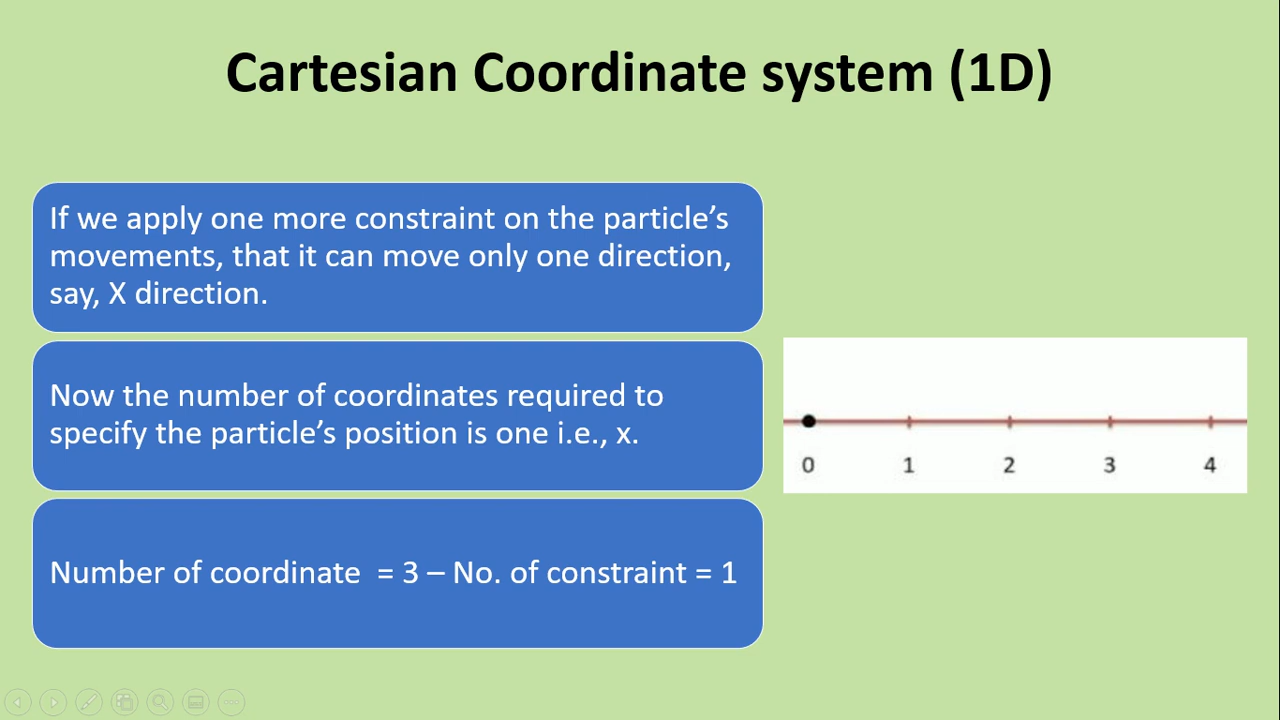 Cartesian Coordinate system (1D)
If we apply one more constraint on the particle’s
movements, that it can move only one direction,
say, X direction.
Now the number of coordinates required to
specify the particle’s position is one i.e., x.
Number of coordinate  = 3 – No. of constraint = 1
0 1 2 3 4